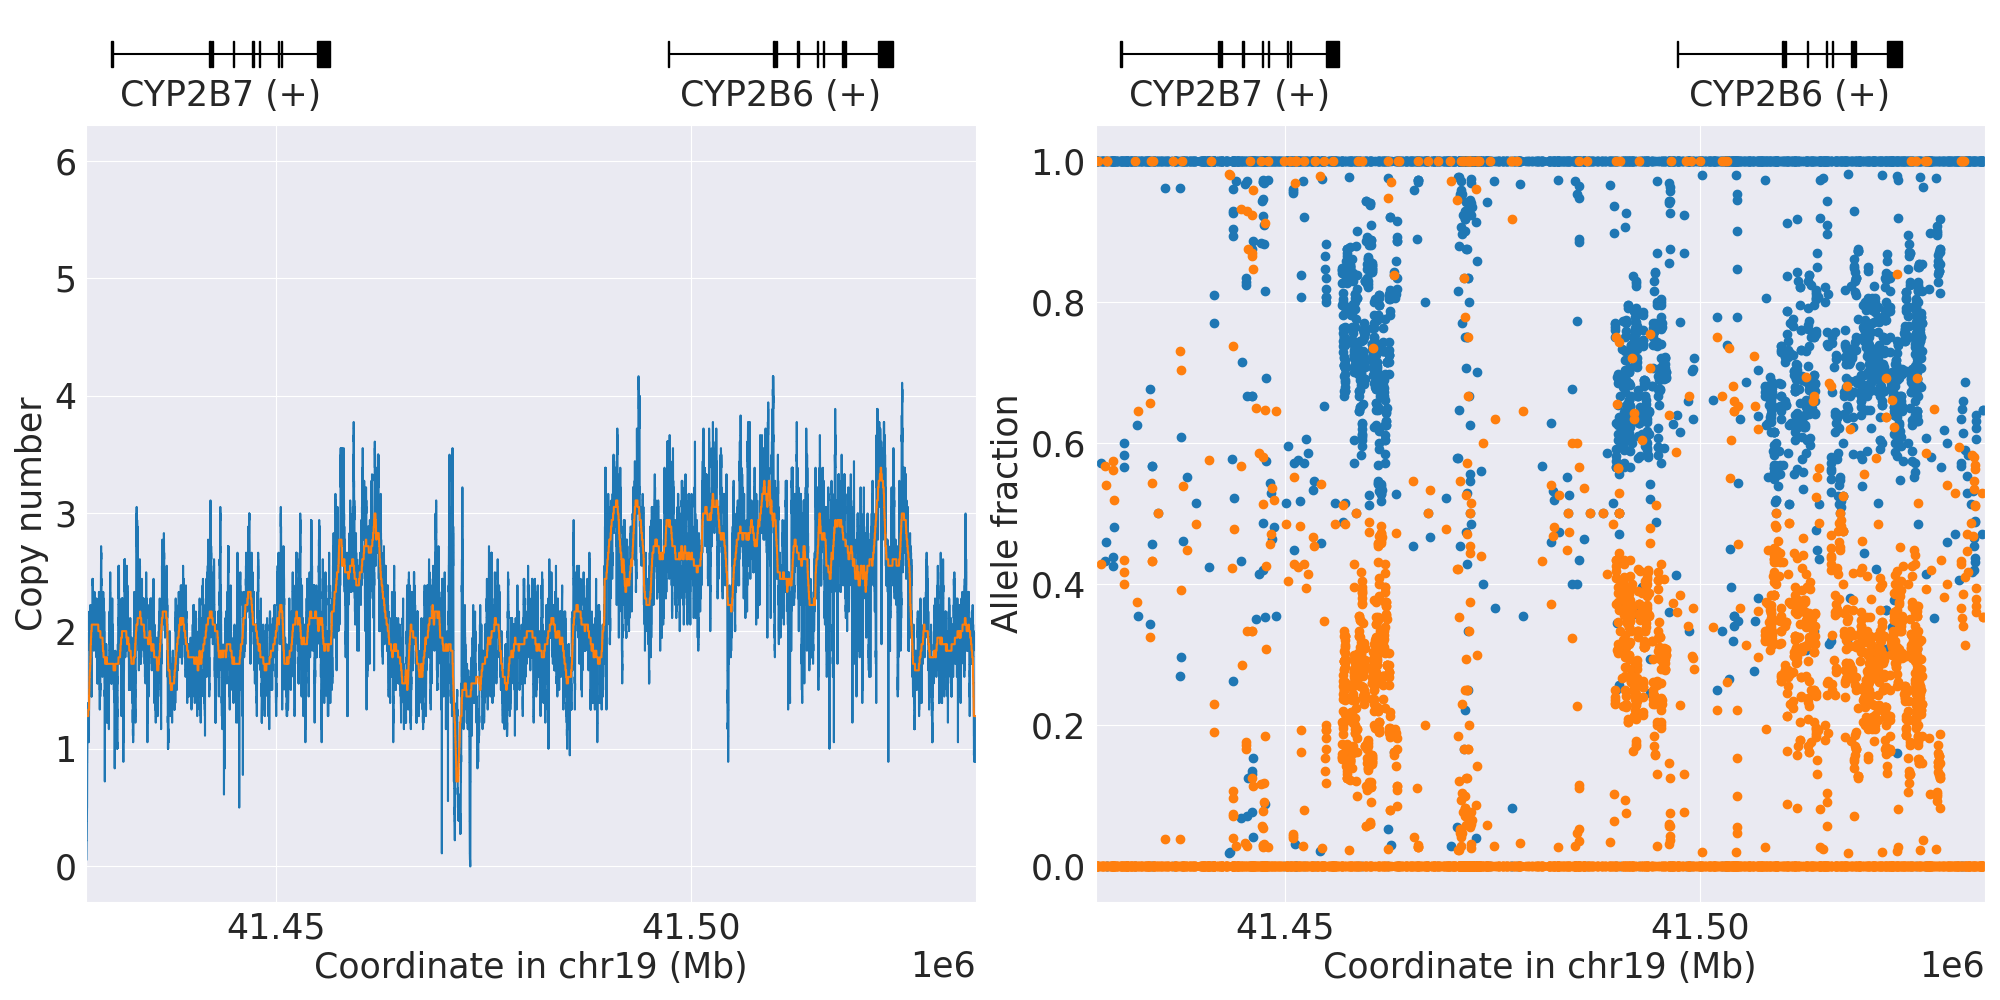 CYP2B7 (+)
CYP2B6 (+)
6
5
4
3
2
1
0
Copy number
41.45
41.50
Coordinate in chr19 (Mb)
1e6
CYP2B7 (+)
CYP2B6 (+)
1.0
0.8
0.6
0.4
0.2
0.0
Allele fraction
41.45
41.50
Coordinate in chr19 (Mb)
1e6